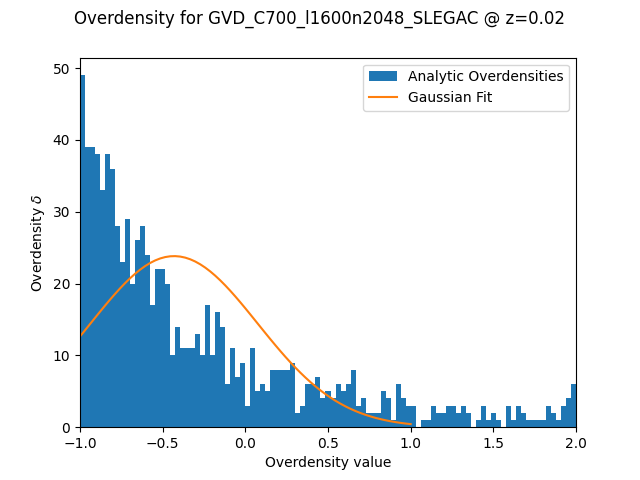 Overdensity for GVD_C700_l1600n2048_SLEGAC @ z=0.02
Analytic Overdensities
Gaussian Fit
Overdensity δ
50
40
30
20
10
0
−1.0 −0.5 0.0 0.5 1.0 1.5 2.0
Overdensity value